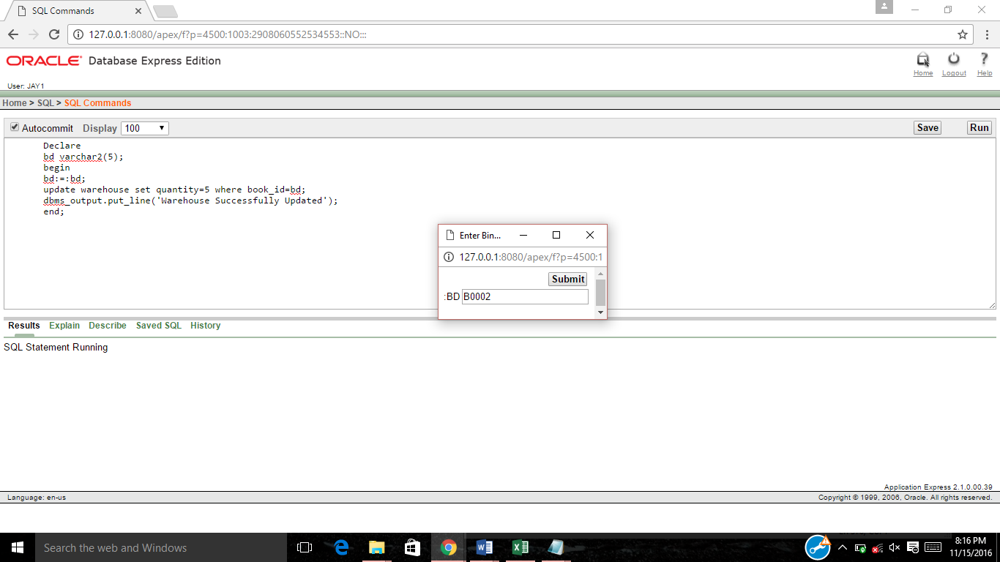 SQL Commands
127.0.0.1:8080/apex/f?p=4500:1003:2908060552534553::NO:::
ORACLE Database Express Edition
Home Logout Help
User: JAY1
Home > SQL > SQL Commands
Autocommit Display 100 Save Run
Declare
bd varchar2(5);
begin
bd:=:bd;
update warehouse set quantity=5 where book_id=bd;
dbms_output.put_line('Warehouse Successfully Updated');
end;
Enter Bin...
127.0.0.1:8080/apex/f?p=4500:1
Submit
:BD B0002
Results Explain Describe Saved SQL History
SQL Statement Running
Application Express 2.1.0.00.39
Language: en-us Copyright © 1999, 2006, Oracle. All rights reserved.
Search the web and Windows
8:16 PM
11/15/2016